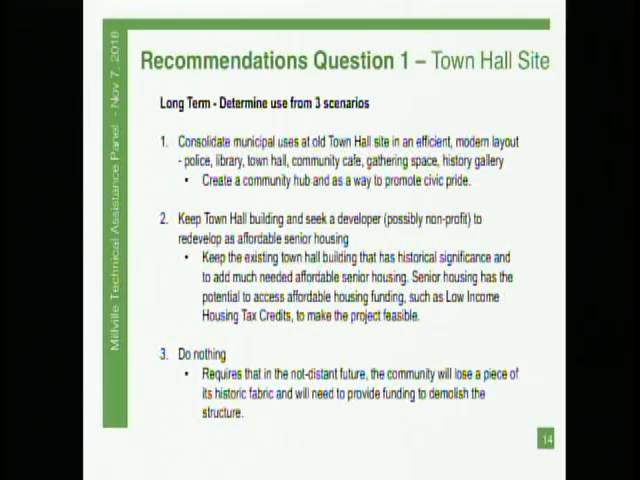 Recommendations Question 1 – Town Hall Site
Millville Technical Assistance Panel - Nov 7, 2018
Long Term - Determine use from 3 scenarios
1. Consolidate municipal uses at old Town Hall site in an efficient, modern layout
- police, library, town hall, community cafe, gathering space, history gallery
• Create a community hub and as a way to promote civic pride.
2. Keep Town Hall building and seek a developer (possibly non-profit) to
redevelop as affordable senior housing
• Keep the existing town hall building that has historical significance and
to add much needed affordable senior housing. Senior housing has the
potential to access affordable housing funding, such as Low Income
Housing Tax Credits, to make the project feasible.
3. Do nothing
• Requires that in the not-distant future, the community will lose a piece of
its historic fabric and will need to provide funding to demolish the
structure.
14